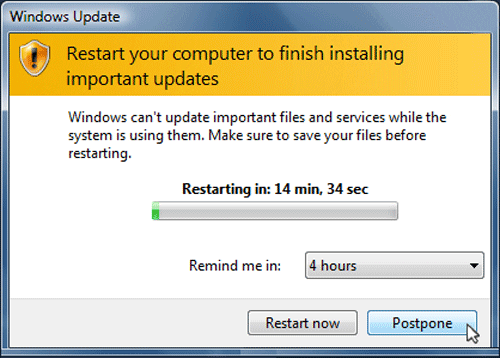 Windows Update
Restart your computer to finish installing
important updates
Windows can't update important files and services while the
system is using them. Make sure to save your files before
restarting.
Restarting in: 14 min, 34 sec
Remind me in: 4 hours
Restart now Postpone